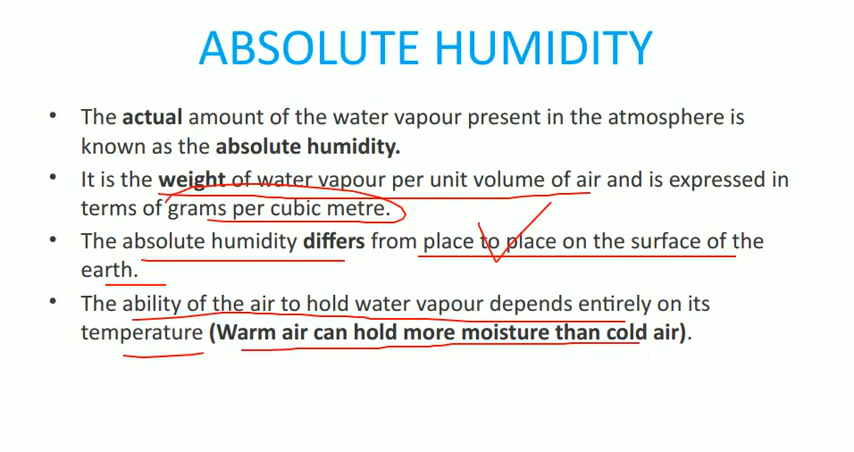 ABSOLUTE HUMIDITY
• The actual amount of the water vapour present in the atmosphere is
known as the absolute humidity.
• It is the weight of water vapour per unit volume of air and is expressed in
terms of grams per cubic metre.
• The absolute humidity differs from place to place on the surface of the
earth.
• The ability of the air to hold water vapour depends entirely on its
temperature (Warm air can hold more moisture than cold air).